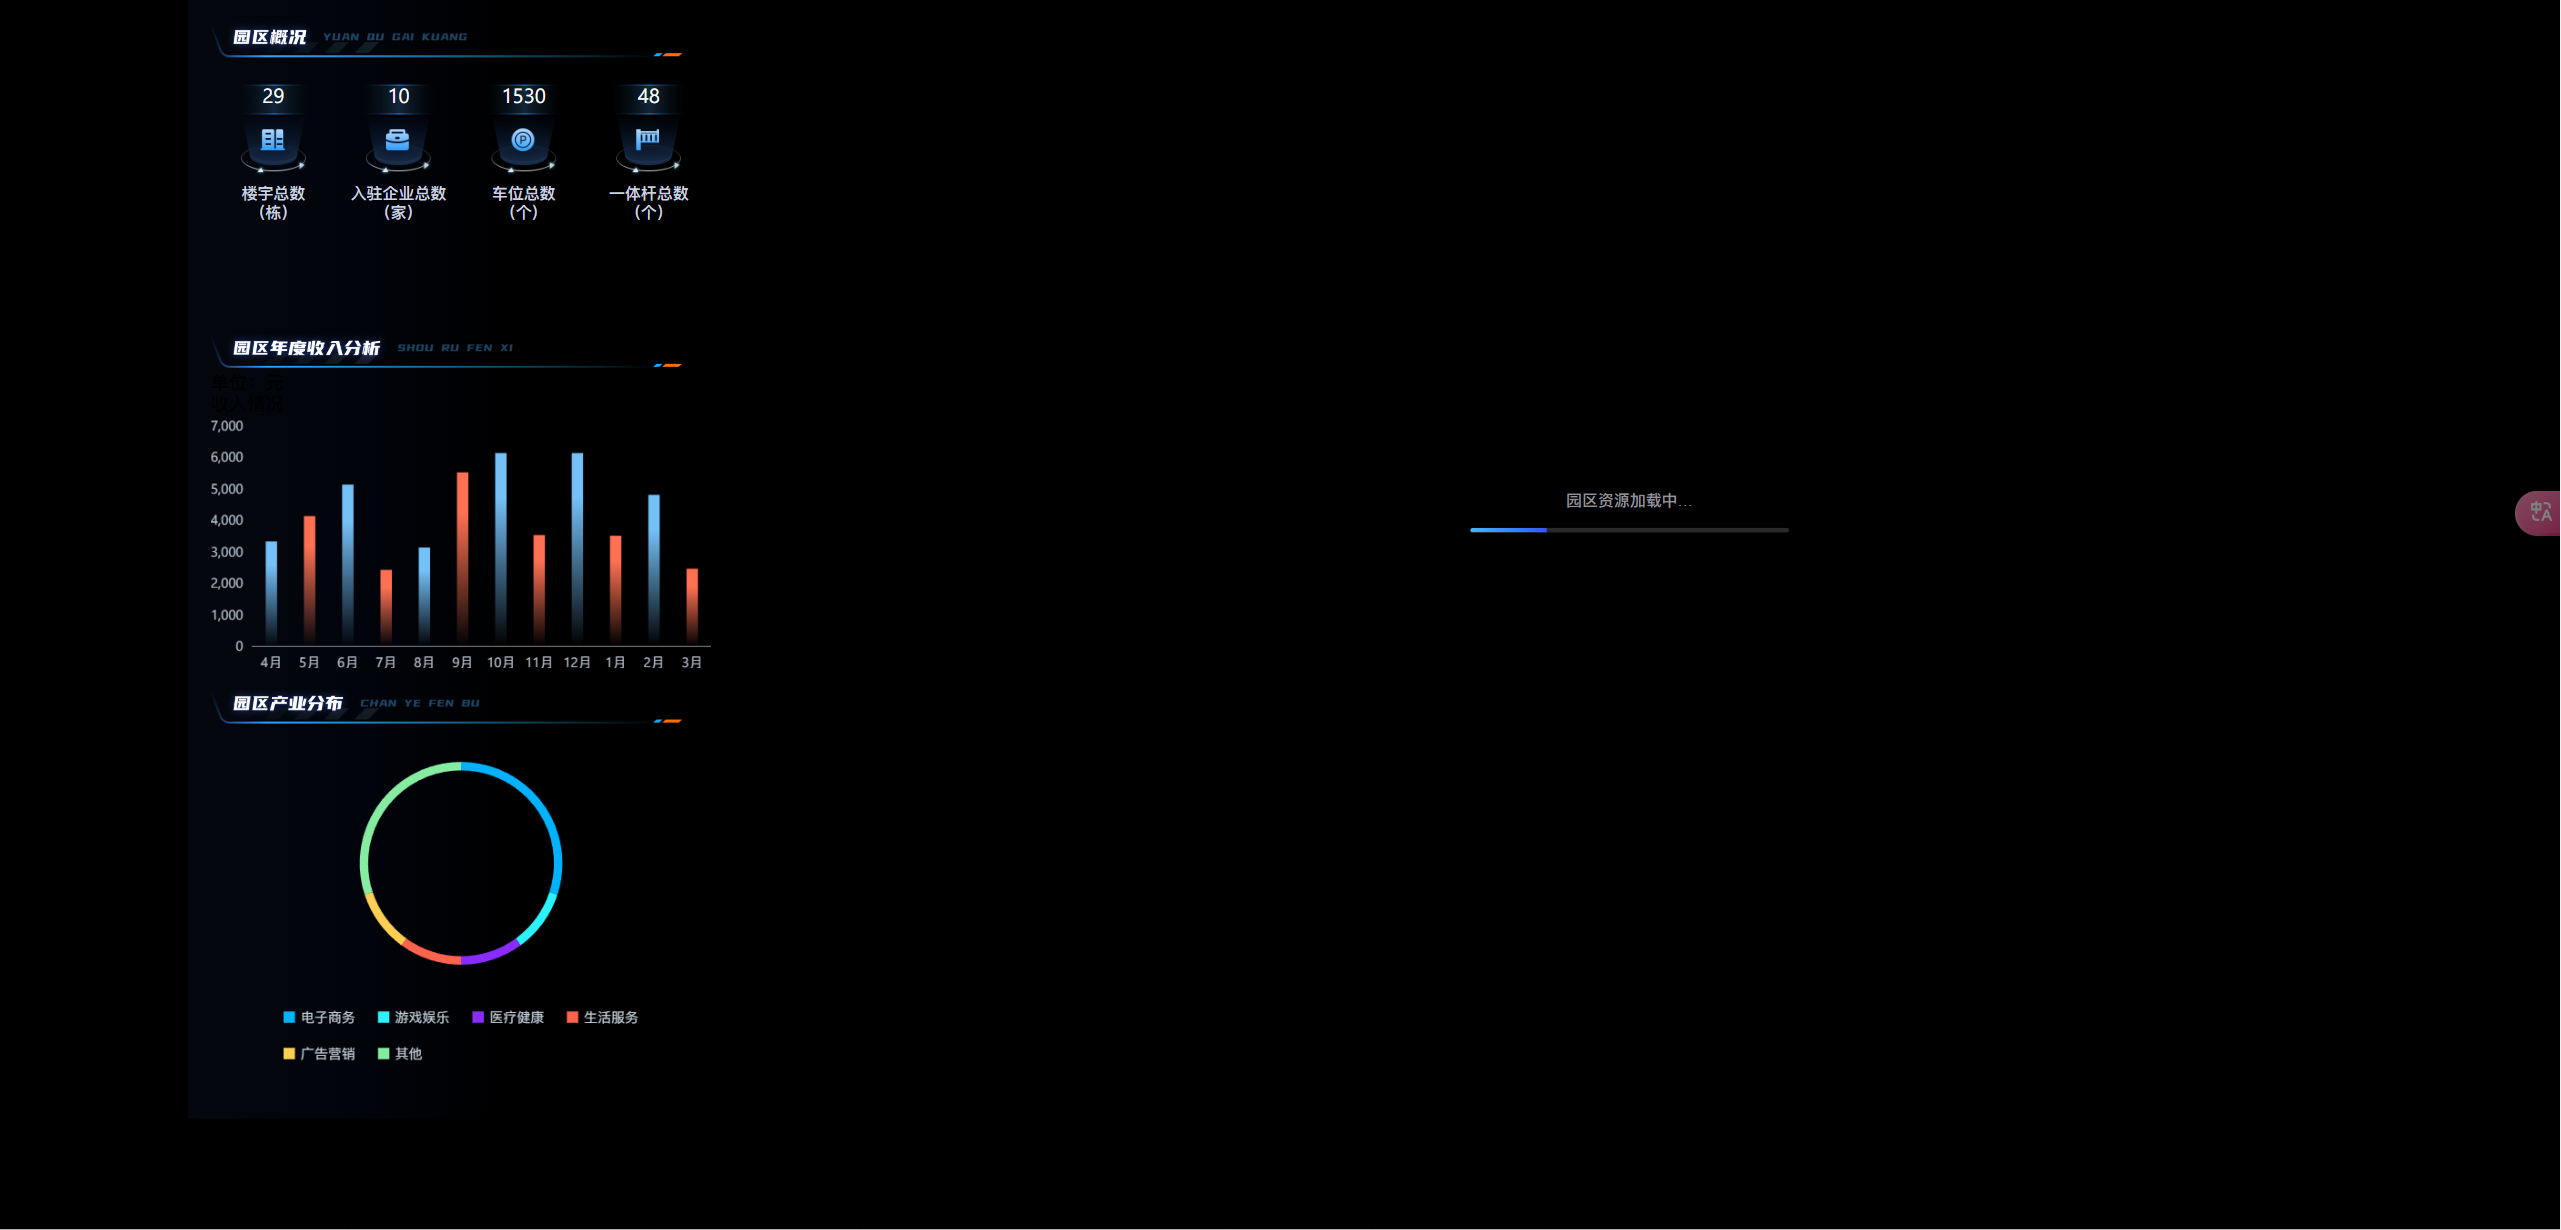 园区概况 YUAN QU GAI KUANG
29 10 1530 48
楼宇总数 入驻企业总数 车位总数 一体杆总数
(栋) (家) (个) (个)
园区年度收入分析 SHOU RU FEN XI
单位：元
收入情况
7,000
6,000
5,000
4,000
3,000
2,000
1,000
0
4月 5月 6月 7月 8月 9月 10月 11月 12月 1月 2月 3月
园区产业分布 CHAN YE FEN BU
电子商务 游戏娱乐 医疗健康 生活服务
广告营销 其他
园区资源加载中...
中A